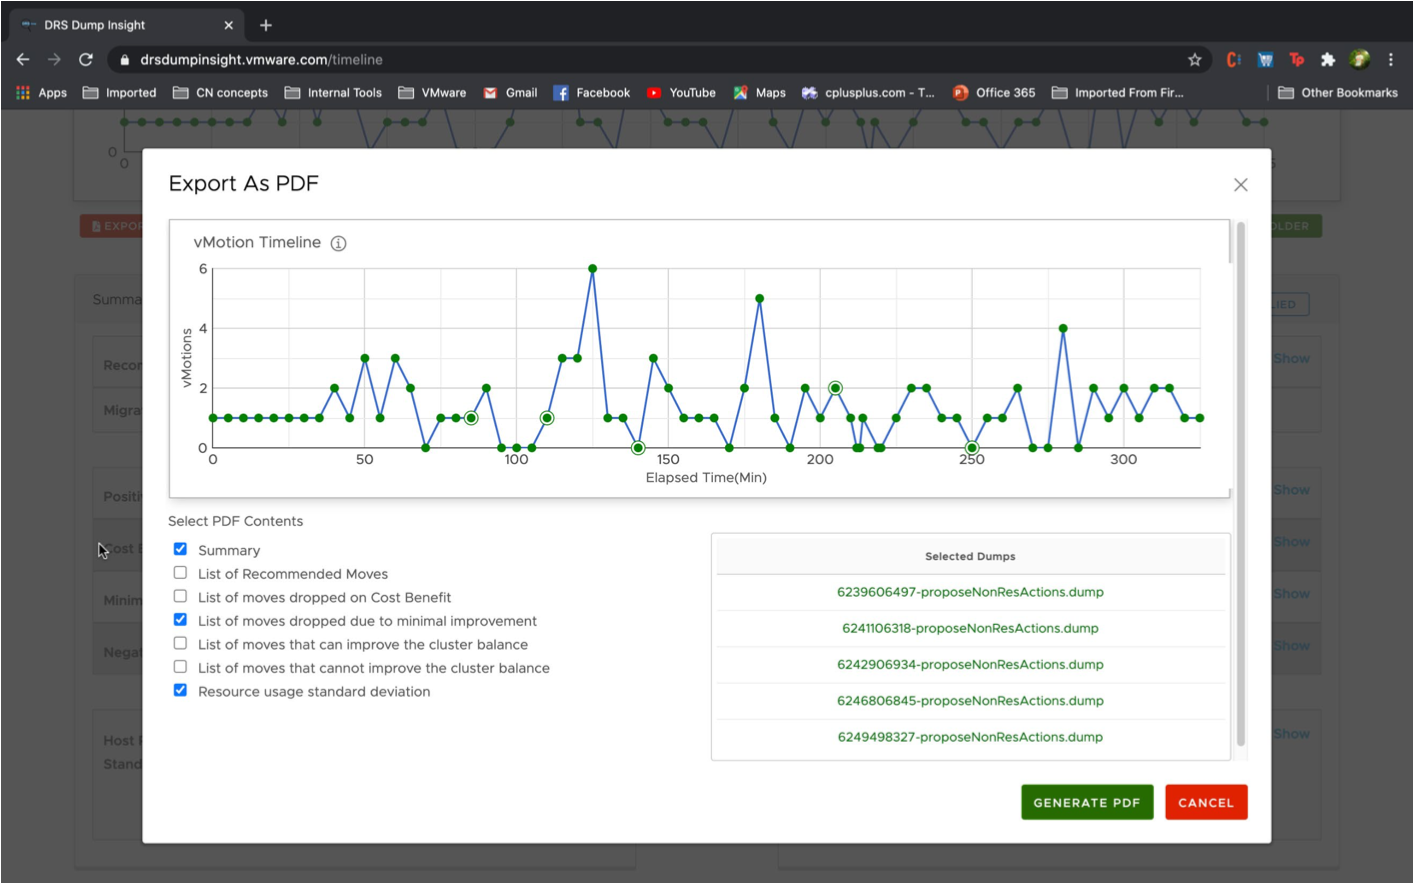 DRS Dump Insight
drsdumpinsight.vmware.com/timeline
Apps Imported CN concepts Internal Tools VMware Gmail Facebook YouTube Maps cplusplus.com - T... Office 365 Imported From Fir... Other Bookmarks
0
0
Export As PDF
EXPOR
OLDER
vMotion Timeline
6
4
2
0
vMotions
0 50 100 150 200 250 300
Elapsed Time(Min)
Summa
LIED
Recor
Show
Migra
Positi
Show
Cost E
Show
Minim
Show
Negat
Show
Host
Show
Stand
Select PDF Contents
Summary
List of Recommended Moves
List of moves dropped on Cost Benefit
List of moves dropped due to minimal improvement
List of moves that can improve the cluster balance
List of moves that cannot improve the cluster balance
Resource usage standard deviation
Selected Dumps
6239606497-proposeNonResActions.dump
6241106318-proposeNonResActions.dump
6242906934-proposeNonResActions.dump
6246806845-proposeNonResActions.dump
6249498327-proposeNonResActions.dump
GENERATE PDF
CANCEL